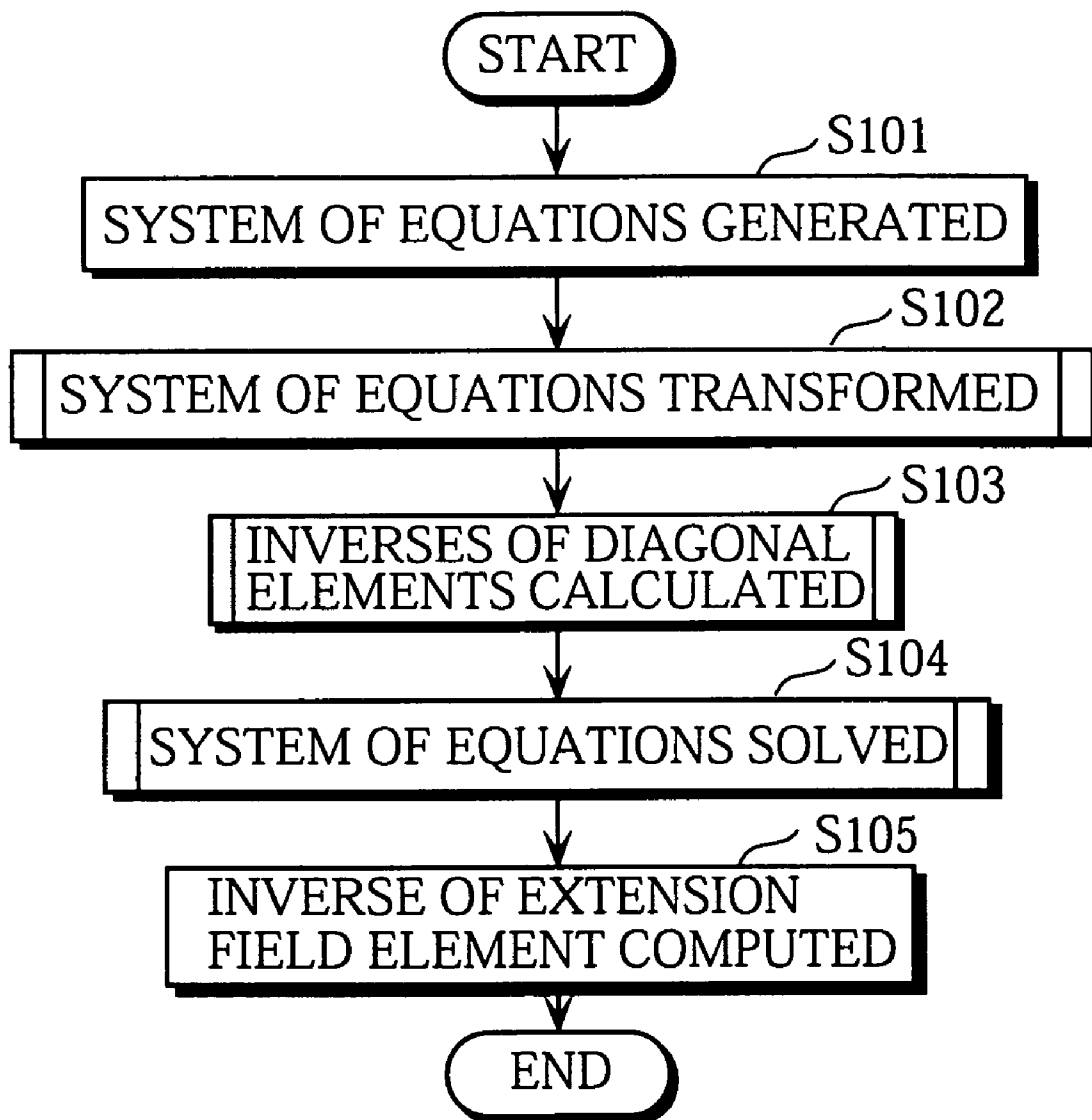 START
S101
SYSTEM OF EQUATIONS GENERATED
S102
SYSTEM OF EQUATIONS TRANSFORMED
S103
INVERSES OF DIAGONAL
ELEMENTS CALCULATED
S104
SYSTEM OF EQUATIONS SOLVED
S105
INVERSE OF EXTENSION
FIELD ELEMENT COMPUTED
END